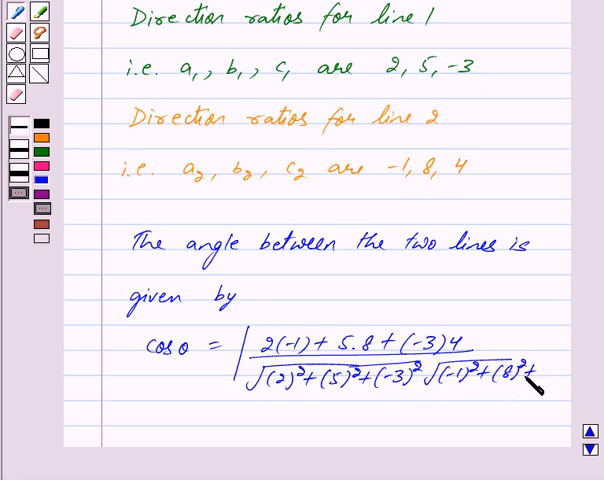 Direction ratios for line 1
i.e. a₁, b₁, c₁ are 2, 5, -3
Direction ratios for line 2
i.e. a₂, b₂, c₂ are -1, 8, 4
The angle between the two lines is
given by
cosθ = | 2(-1) + 5.8 + (-3)4
√(2)² + (5)² + (-3)² √(-1)² + (8)² +